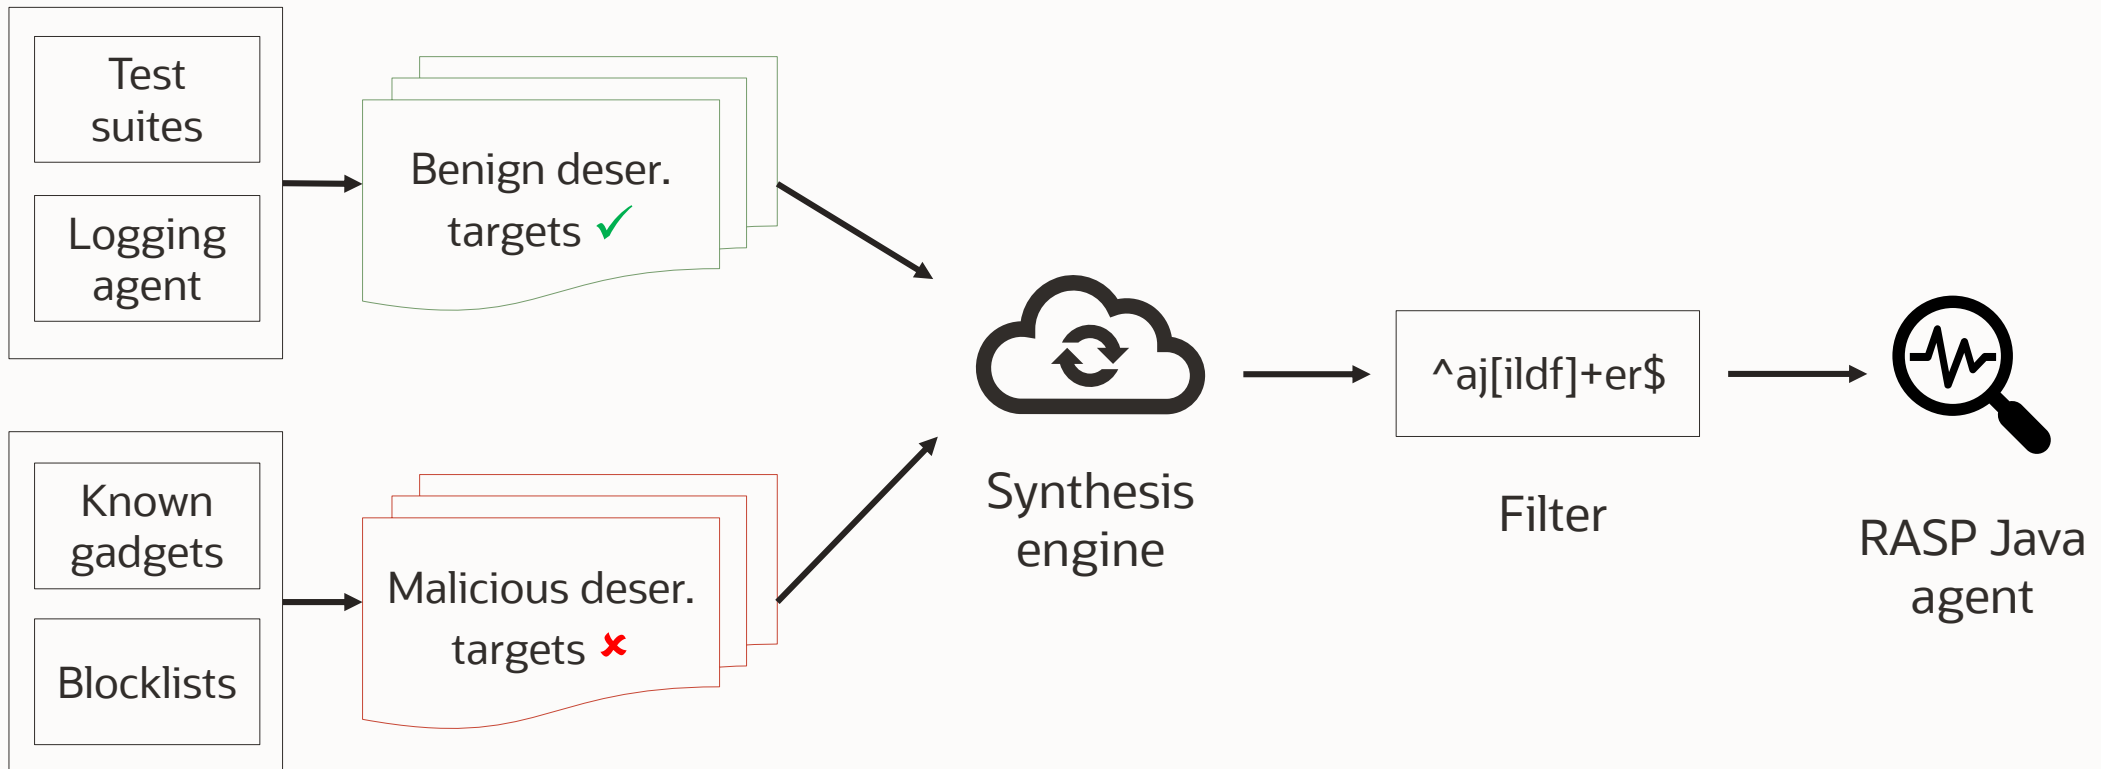 Test
suites
Logging
agent
Benign deser.
targets ✓
Known
gadgets
Blocklists
Malicious deser.
targets ✘
Synthesis
engine
^aj[ildf]+er$
Filter
RASP Java
agent